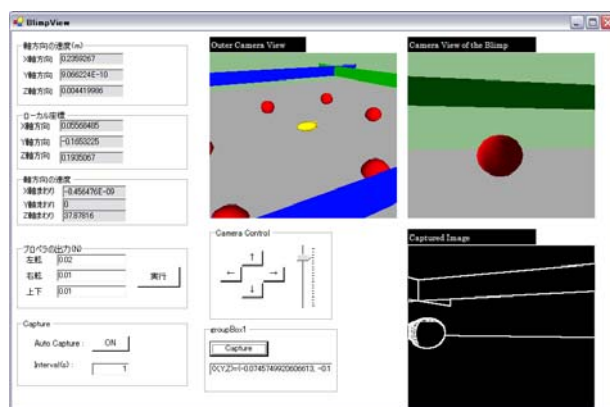 BlimpView
軸方向の速度(m)
X軸方向 0.2359267
Y軸方向 9.066224E-10
Z軸方向 0.004419986
ローカル座標
X軸方向 0.05568485
Y軸方向 -0.1653225
Z軸方向 0.1935067
軸方向の速度
X軸まわり -8.456476E-09
Y軸まわり 0
Z軸まわり 37.87816
プロペラの出力(N)
左転 0.02
右転 0.01
上下 0.01
実行
Capture
Auto Capture : ON
Interval(s) : 1
Outer Camera View
Camera Control
↑
← →
↓
groupBox1
Capture
(Y,Z)=(-0.0745749920606613, -0.1
Camera View of the Blimp
Captured Image